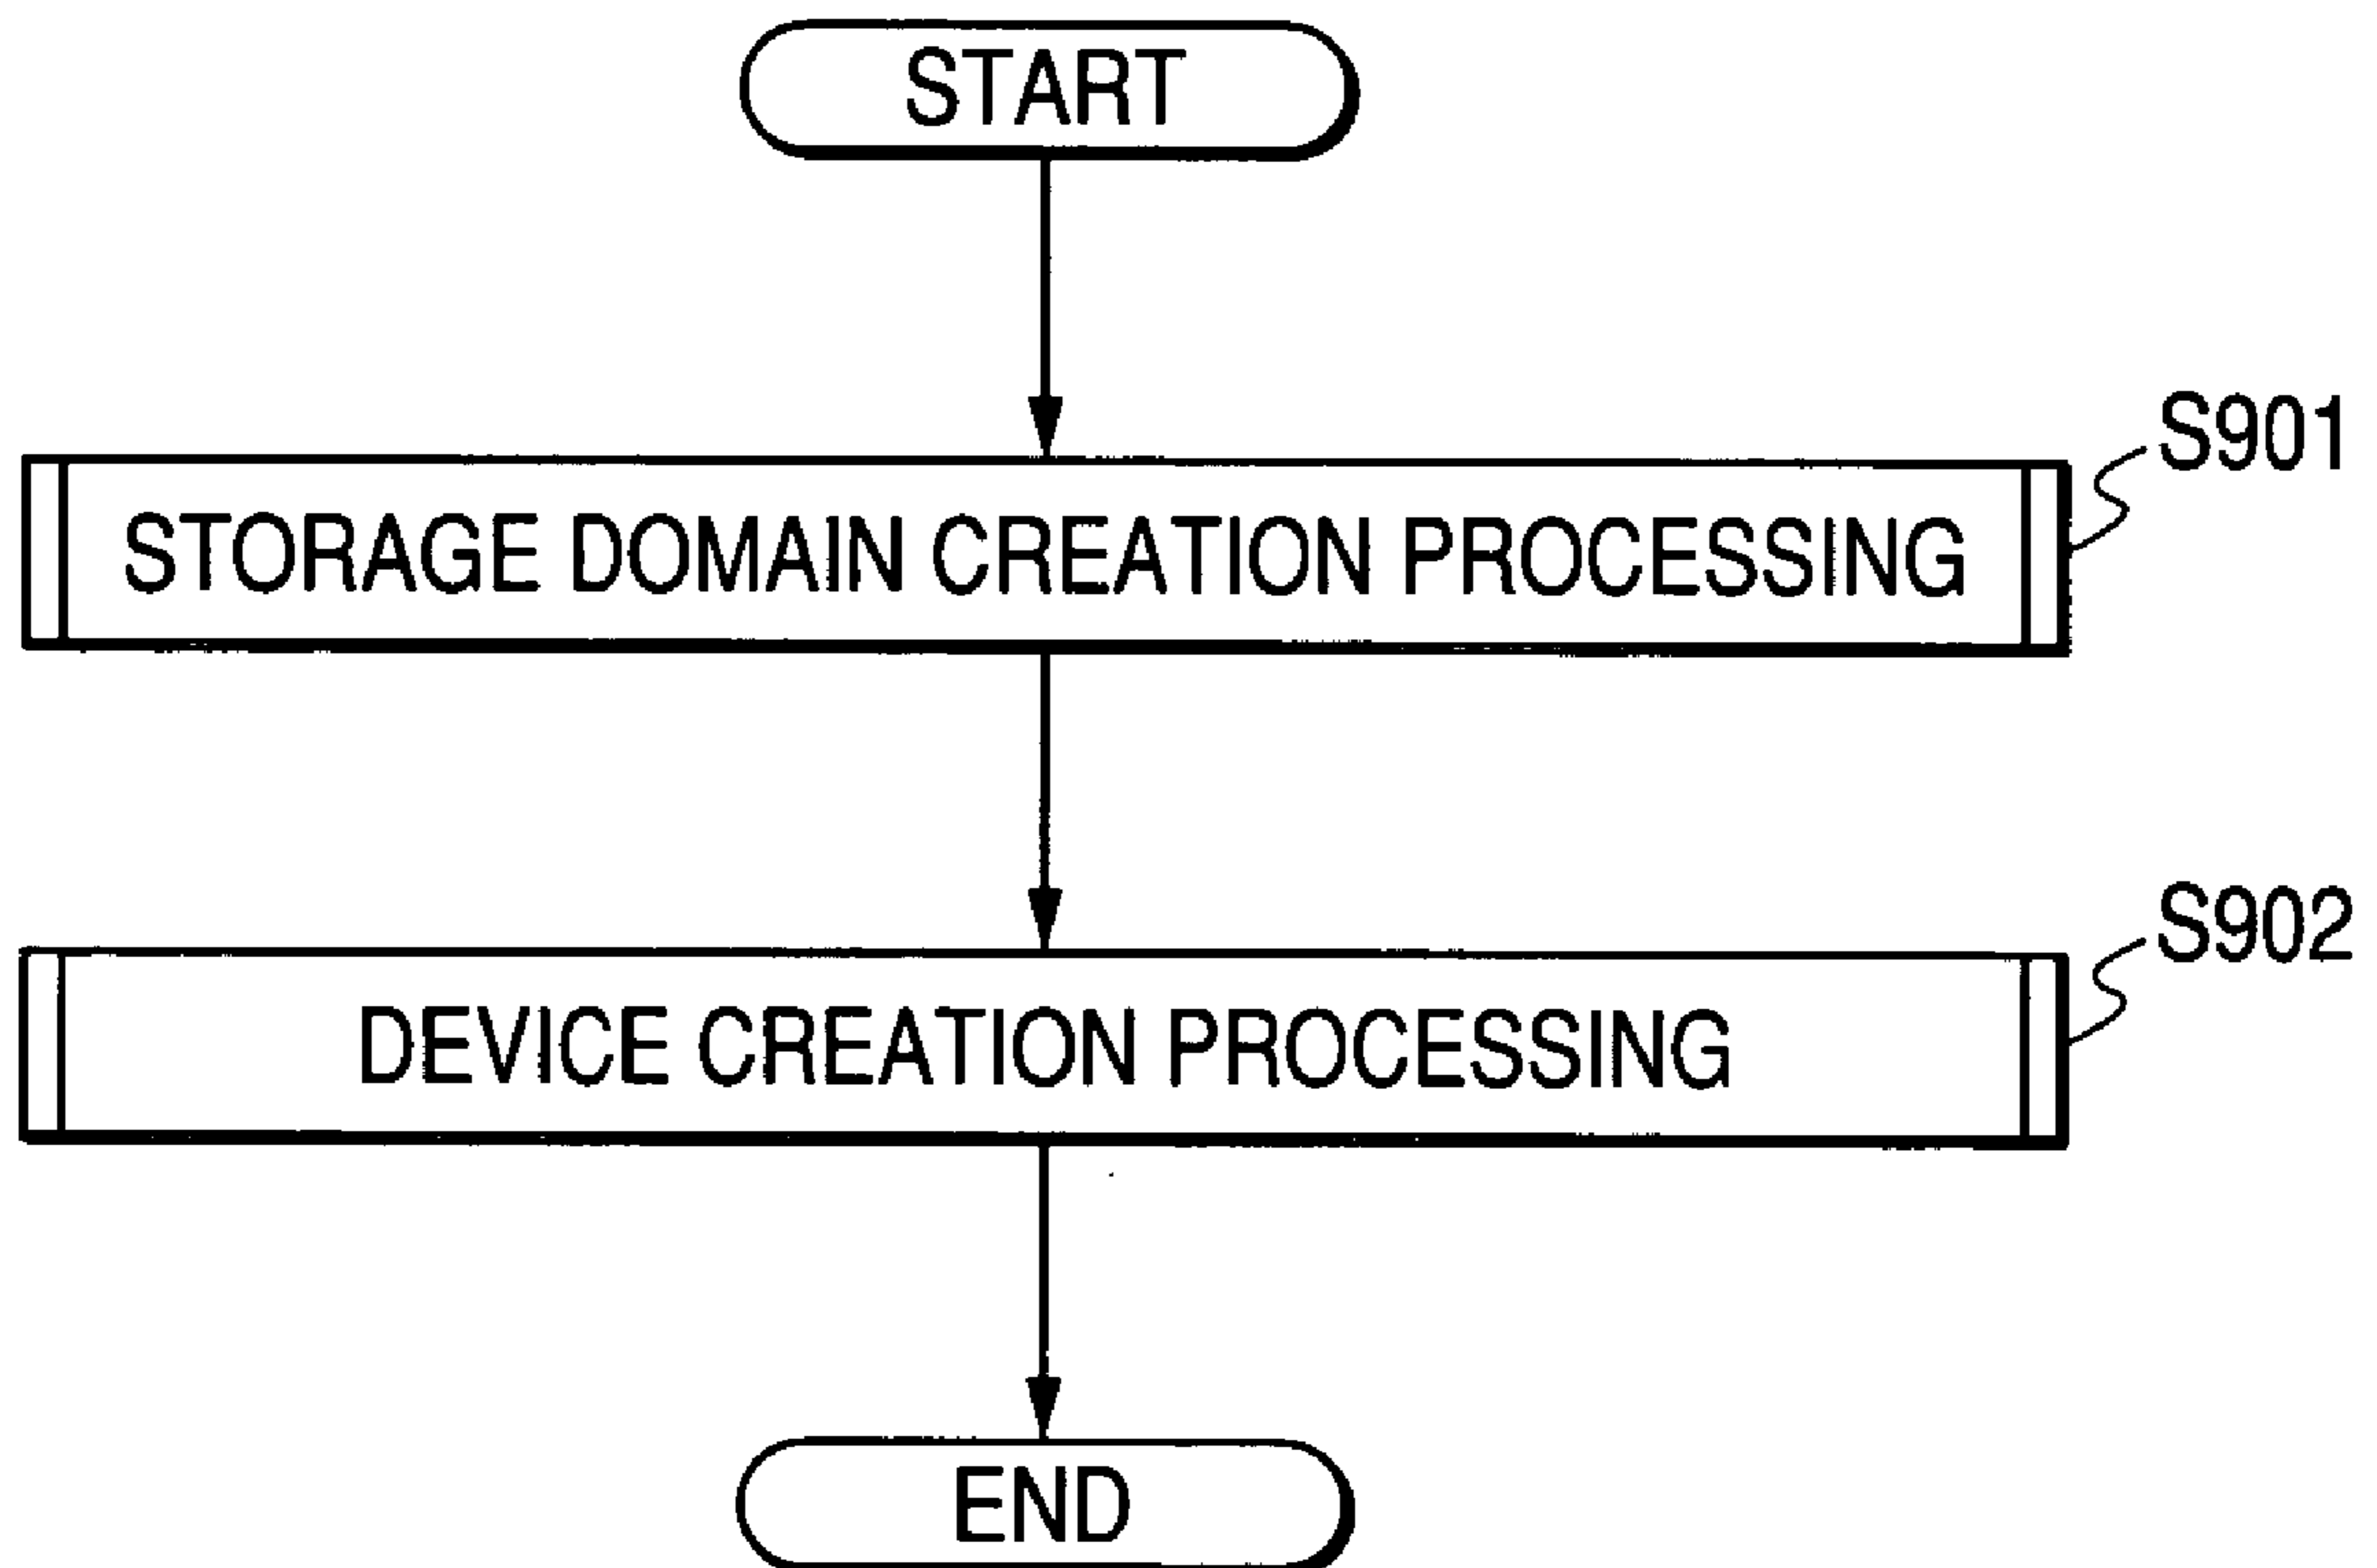 START
S901
STORAGE DOMAIN CREATION PROCESSING
S902
DEVICE CREATION PROCESSING
END